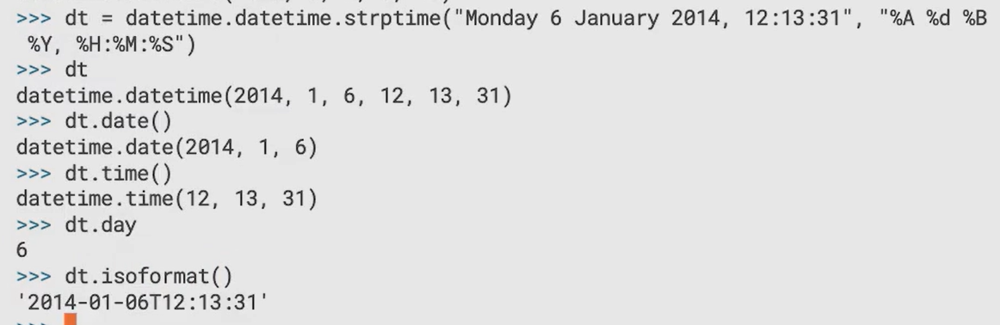 >>> dt = datetime.datetime.strptime("Monday 6 January 2014, 12:13:31", "%A %d %B
 %Y, %H:%M:%S")
>>> dt
datetime.datetime(2014, 1, 6, 12, 13, 31)
>>> dt.date()
datetime.date(2014, 1, 6)
>>> dt.time()
datetime.time(12, 13, 31)
>>> dt.day
6
>>> dt.isoformat()
'2014-01-06T12:13:31'
>>>